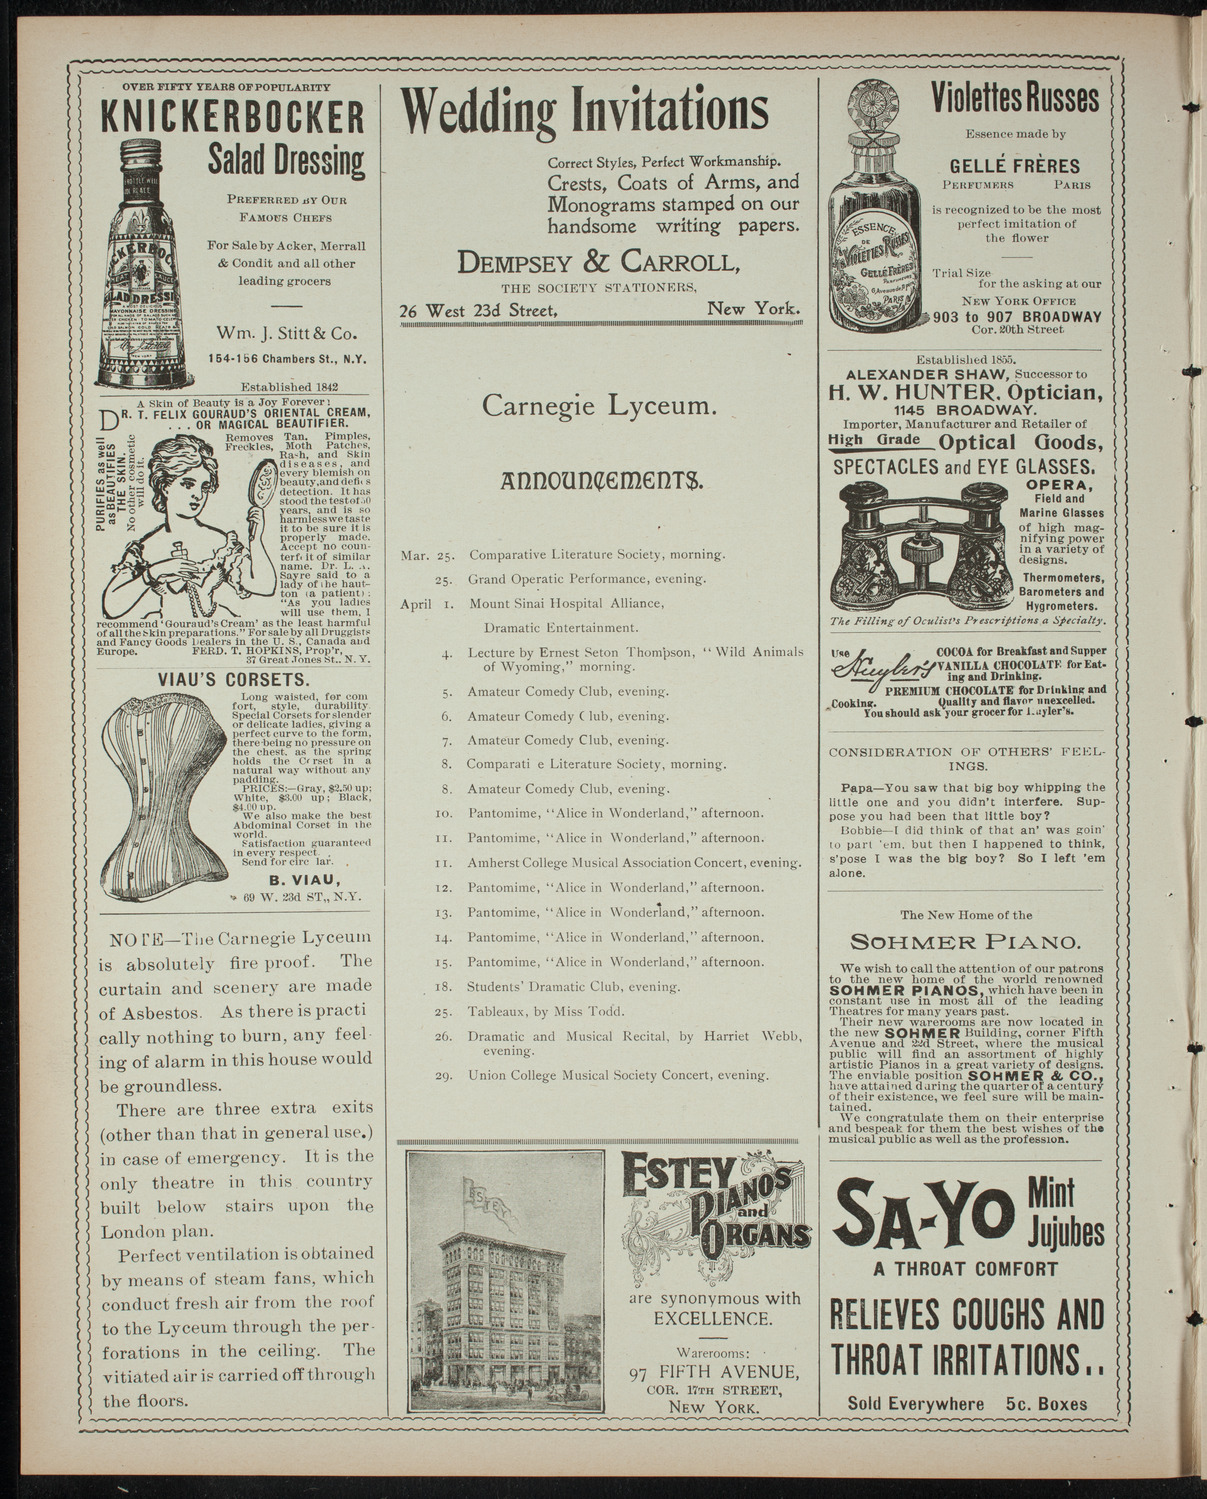 OVER FIFTY YEARS OF POPULARITY
KNICKERBOCKER
Salad Dressing
PREFERRED BY OUR
FAMOUS CHEFS
For Sale by Acker, Merrall
& Condit and all other
leading grocers
Wm. J. Stitt & Co.
154-156 Chambers St., N.Y.
Established 1842
A Skin of Beauty is a Joy Forever:
DR. T. FELIX GOURAUD'S ORIENTAL CREAM,
... OR MAGICAL BEAUTIFIER.
PURIFIES as well
as BEAUTIFIES
THE SKIN.
No other cosmetic
will do it.
Removes Tan, Pimples,
Freckles, Moth Patches,
Rash, and Skin
diseases, and
every blemish on
beauty, and defies
detection. It has
stood the test of 50
years, and is so
harmless we taste
it to be sure it is
properly made.
Accept no coun-
terfeit of similar
name. Dr. L. A.
Sayre said to a
lady of the haut-
ton (a patient):
"As you ladies
will use them, I
recommend 'Gouraud's Cream' as the least harmful
of all the Skin preparations." For sale by all Druggists
and Fancy Goods Dealers in the U. S., Canada and
Europe. FERD. T. HOPKINS, Prop'r,
37 Great Jones St., N. Y.
VIAU'S CORSETS.
Long waisted, for com
fort, style, durability
Special Corsets for slender
or delicate ladies, giving a
perfect curve to the form,
there being no pressure on
the chest, as the spring
holds the Corset in a
natural way without any
padding.
PRICES:—Gray, $2.50 up;
White, $3.00 up; Black,
$4.00 up.
We also make the best
Abdominal Corset in the
world.
Satisfaction guaranteed
in every respect.
Send for circ lar.
B. VIAU,
69 W. 23d ST., N.Y.
NOTE—The Carnegie Lyceum
is absolutely fire proof. The
curtain and scenery are made
of Asbestos. As there is practi
cally nothing to burn, any feel-
ing of alarm in this house would
be groundless.
There are three extra exits
(other than that in general use.)
in case of emergency. It is the
only theatre in this country
built below stairs upon the
London plan.
Perfect ventilation is obtained
by means of steam fans, which
conduct fresh air from the roof
to the Lyceum through the per-
forations in the ceiling. The
vitiated air is carried off through
the floors.
Wedding Invitations
Correct Styles, Perfect Workmanship.
Crests, Coats of Arms, and
Monograms stamped on our
handsome writing papers.
DEMPSEY & CARROLL,
THE SOCIETY STATIONERS,
26 West 23d Street, New York.
Carnegie Lyceum.
ANNOUNCEMENTS.
Mar. 25. Comparative Literature Society, morning.
25. Grand Operatic Performance, evening.
April 1. Mount Sinai Hospital Alliance,
Dramatic Entertainment.
4. Lecture by Ernest Seton Thompson, "Wild Animals
of Wyoming," morning.
5. Amateur Comedy Club, evening.
6. Amateur Comedy Club, evening.
7. Amateur Comedy Club, evening.
8. Comparati e Literature Society, morning.
8. Amateur Comedy Club, evening.
10. Pantomime, "Alice in Wonderland," afternoon.
11. Pantomime, "Alice in Wonderland," afternoon.
11. Amherst College Musical Association Concert, evening.
12. Pantomime, "Alice in Wonderland," afternoon.
13. Pantomime, "Alice in Wonderland," afternoon.
14. Pantomime, "Alice in Wonderland," afternoon.
15. Pantomime, "Alice in Wonderland," afternoon.
18. Students' Dramatic Club, evening.
25. Tableaux, by Miss Todd.
26. Dramatic and Musical Recital, by Harriet Webb,
evening.
29. Union College Musical Society Concert, evening.
ESTEY
ESTEY
PIANOS
and
ORGANS
are synonymous with
EXCELLENCE.
Warerooms:
97 FIFTH AVENUE,
COR. 17TH STREET,
NEW YORK.
Violettes Russes
Essence made by
GELLÉ FRÈRES
PERFUMERS PARIS
is recognized to be the most
perfect imitation of
the flower
Trial Size
for the asking at our
NEW YORK OFFICE
903 to 907 BROADWAY
Cor. 20th Street
ESSENCE
DE
VIOLETTES RUSSES
GELLÉ FRÈRES
PARIS
Established 1855.
ALEXANDER SHAW, Successor to
H. W. HUNTER, Optician,
1145 BROADWAY.
Importer, Manufacturer and Retailer of
High Grade Optical Goods,
SPECTACLES and EYE GLASSES.
OPERA,
Field and
Marine Glasses
of high mag-
nifying power
in a variety of
designs.
Thermometers,
Barometers and
Hygrometers.
The Filling of Oculists Prescriptions a Specialty.
Use Huyler's
COCOA for Breakfast and Supper
VANILLA CHOCOLATE for Eat-
ing and Drinking.
PREMIUM CHOCOLATE for Drinking and
Cooking. Quality and flavor unexcelled.
You should ask your grocer for Huyler's.
CONSIDERATION OF OTHERS' FEEL-
INGS.
Papa—You saw that big boy whipping the
little one and you didn't interfere. Sup-
pose you had been that little boy?
Bobbie—I did think of that an' was goin'
to part 'em, but then I happened to think,
s'pose I was the big boy? So I left 'em
alone.
The New Home of the
SOHMER PIANO.
We wish to call the attention of our patrons
to the new home of the world renowned
SOHMER PIANOS, which have been in
constant use in most all of the leading
Theatres for many years past.
Their new warerooms are now located in
the new SOHMER Building, corner Fifth
Avenue and 22d Street, where the musical
public will find an assortment of highly
artistic Pianos in a great variety of designs.
The enviable position SOHMER & CO.,
have attained during the quarter of a century
of their existence, we feel sure will be main-
tained.
We congratulate them on their enterprise
and bespeak for them the best wishes of the
musical public as well as the profession.
SA-YO Mint
Jujubes
A THROAT COMFORT
RELIEVES COUGHS AND
THROAT IRRITATIONS..
Sold Everywhere 5c. Boxes